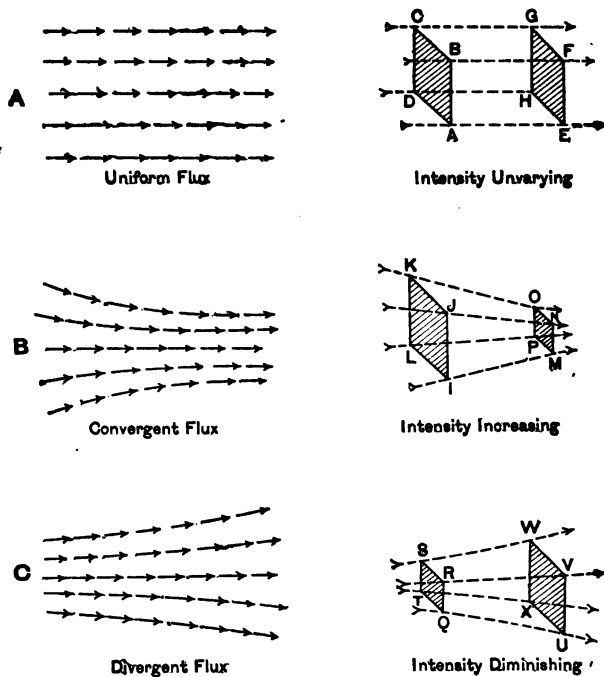 C G
B F
A
D H
A E
Uniform Flux Intensity Unvarying
K
O
J N
B
L P
M
I
Convergent Flux Intensity Increasing
W
S
R V
C
T X
Q
U
Divergent Flux Intensity Diminishing